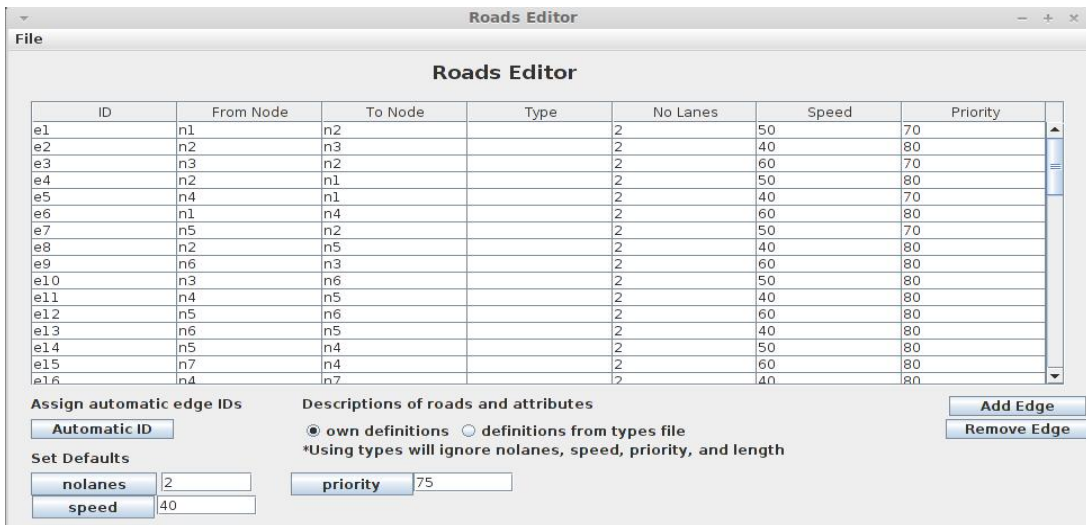 Roads Editor
File
Roads Editor
ID From Node To Node Type No Lanes Speed Priority
e1 n1 n2 2 50 70
e2 n2 n3 2 40 80
e3 n3 n2 2 60 70
e4 n2 n1 2 50 80
e5 n4 n1 2 40 70
e6 n1 n4 2 60 80
e7 n5 n2 2 50 70
e8 n2 n5 2 40 80
e9 n6 n3 2 60 80
e10 n3 n6 2 50 80
e11 n4 n5 2 40 80
e12 n5 n6 2 60 80
e13 n6 n5 2 40 80
e14 n5 n4 2 50 80
e15 n7 n4 2 60 80
e16 n4 n7 2 40 80
Assign automatic edge IDs Descriptions of roads and attributes Add Edge
Automatic ID own definitions definitions from types file Remove Edge
Set Defaults *Using types will ignore nolanes, speed, priority, and length
nolanes 2 priority 75
speed 40